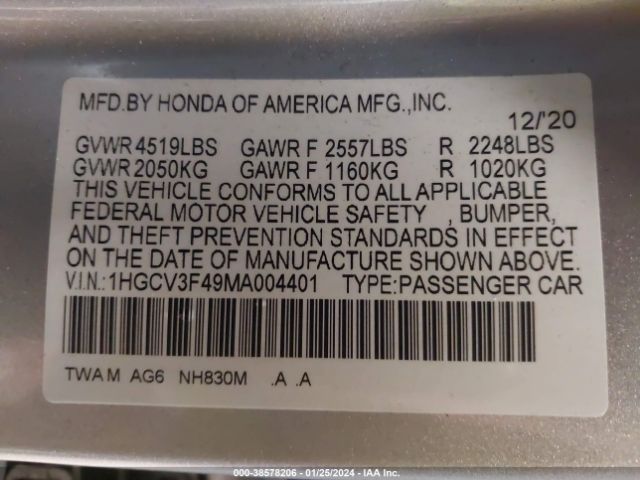 MFD.BY HONDA OF AMERICA MFG.,INC.
12/'20
GVWR 4519LBS GAWR F 2557LBS R 2248LBS
GVWR 2050KG GAWR F 1160KG R 1020KG
THIS VEHICLE CONFORMS TO ALL APPLICABLE
FEDERAL MOTOR VEHICLE SAFETY , BUMPER,
AND THEFT PREVENTION STANDARDS IN EFFECT
ON THE DATE OF MANUFACTURE SHOWN ABOVE.
V.I.N.:1HGCV3F49MA004401 TYPE:PASSENGER CAR
TWA M AG6 NH830M .A .A
000-38578206 - 01/25/2024 - IAA Inc.